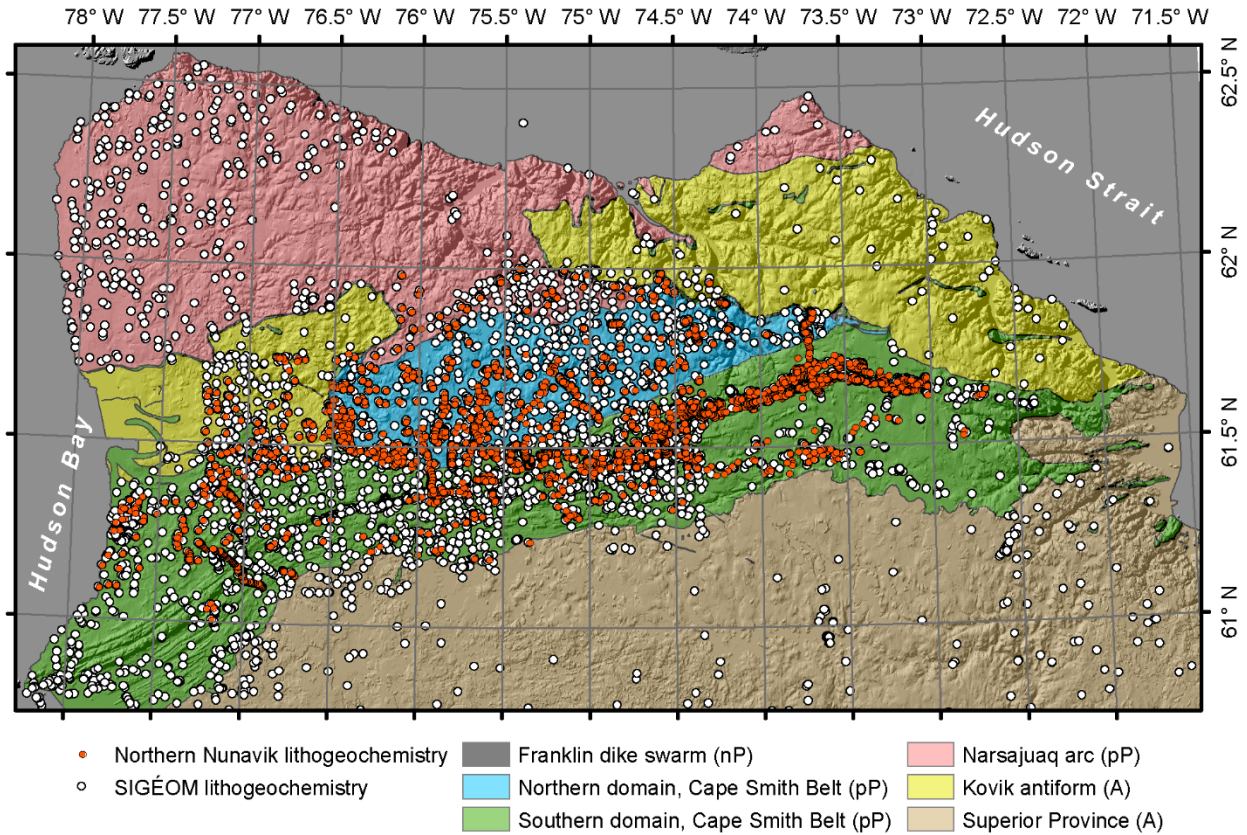 78° W 77.5° W 77° W 76.5° W 76° W 75.5° W 75° W 74.5° W 74° W 73.5° W 73° W 72.5° W 72° W 71.5° W
62.5° N
Hudson Strait
62° N
61.5° N
Hudson Bay
61° N
Northern Nunavik lithogeochemistry
SIGÉOM lithogeochemistry
Franklin dike swarm (nP)
Northern domain, Cape Smith Belt (pP)
Southern domain, Cape Smith Belt (pP)
Narsajuaq arc (pP)
Kovik antiform (A)
Superior Province (A)